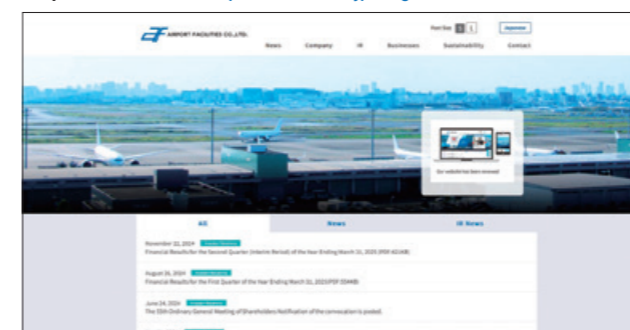 Font Size
AIRPORT FACILITIES CO.,LTD.
Japanese
News Company IR Businesses Sustainability Contact
Our website has been renewed
All News IR News
November 22, 2024
Financial Results for the Second Quarter (Interim Period) of the Year Ending March 31, 2025
August 26, 2024
Financial Results for the First Quarter of the Year Ending March 31, 2025
June 24, 2024
The 55th Ordinary General Meeting of Shareholders Notification of the convocation is posted.